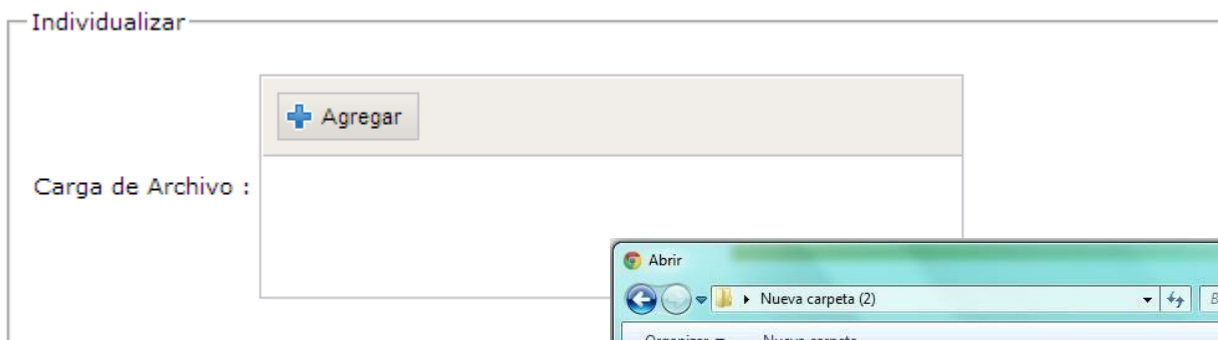 Individualizar
Agregar
Carga de Archivo :
Abrir
Nueva carpeta (2)